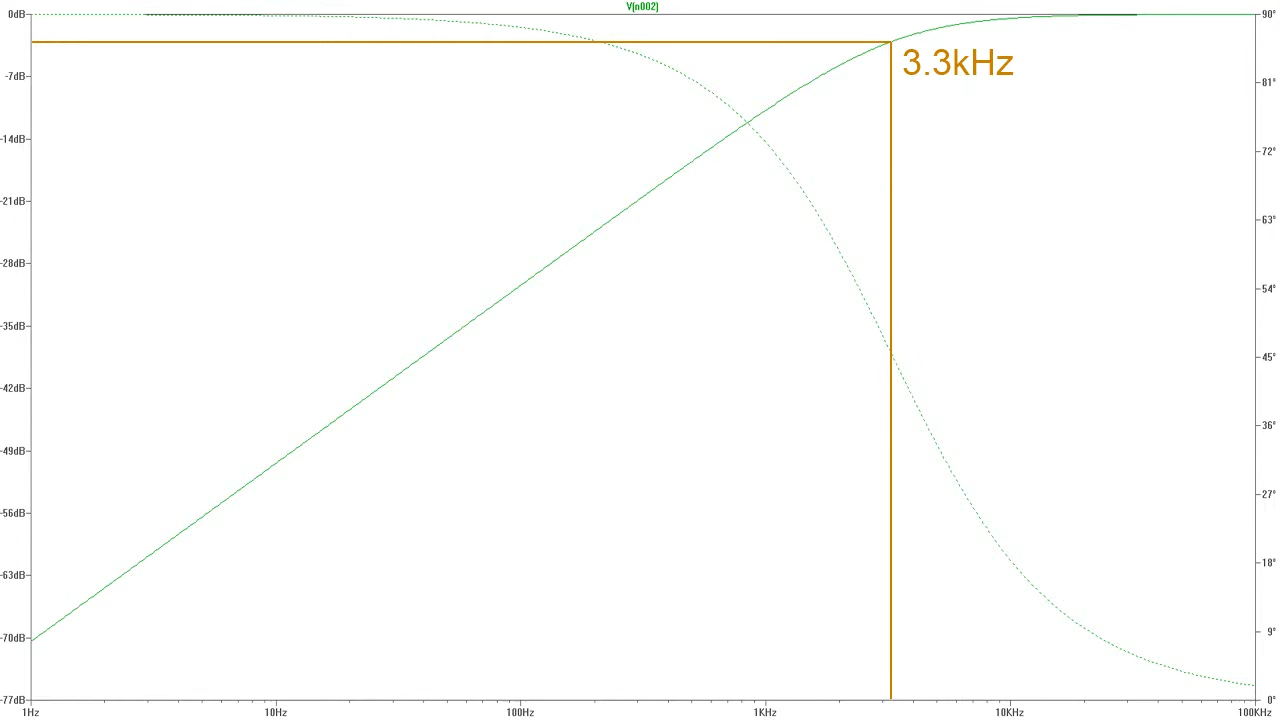 V(n002)
0dB
-7dB
-14dB
-21dB
-28dB
-35dB
-42dB
-49dB
-56dB
-63dB
-70dB
-77dB
3.3kHz
90°
81°
72°
63°
54°
45°
36°
27°
18°
9°
0°
1Hz 10Hz 100Hz 1KHz 10KHz 100KHz